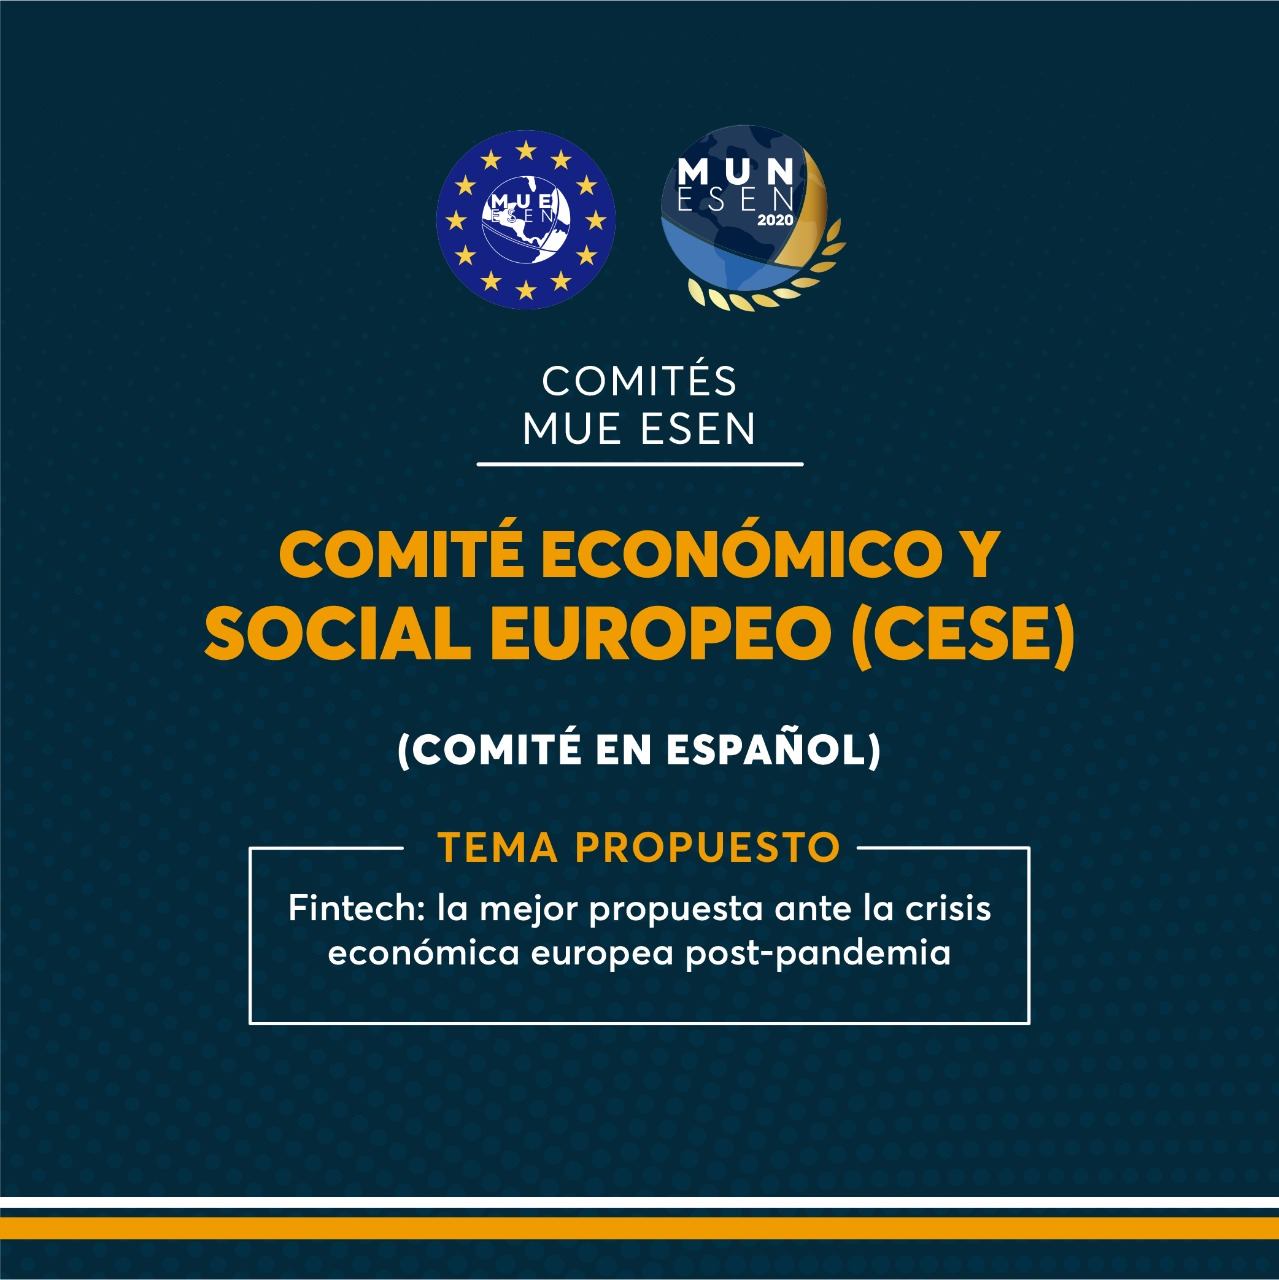 MUE
ESEN
MUN
ESEN
2020
COMITÉS
MUE ESEN
COMITÉ ECONÓMICO Y
SOCIAL EUROPEO (CESE)
(COMITÉ EN ESPAÑOL)
TEMA PROPUESTO
Fintech: la mejor propuesta ante la crisis
económica europea post-pandemia